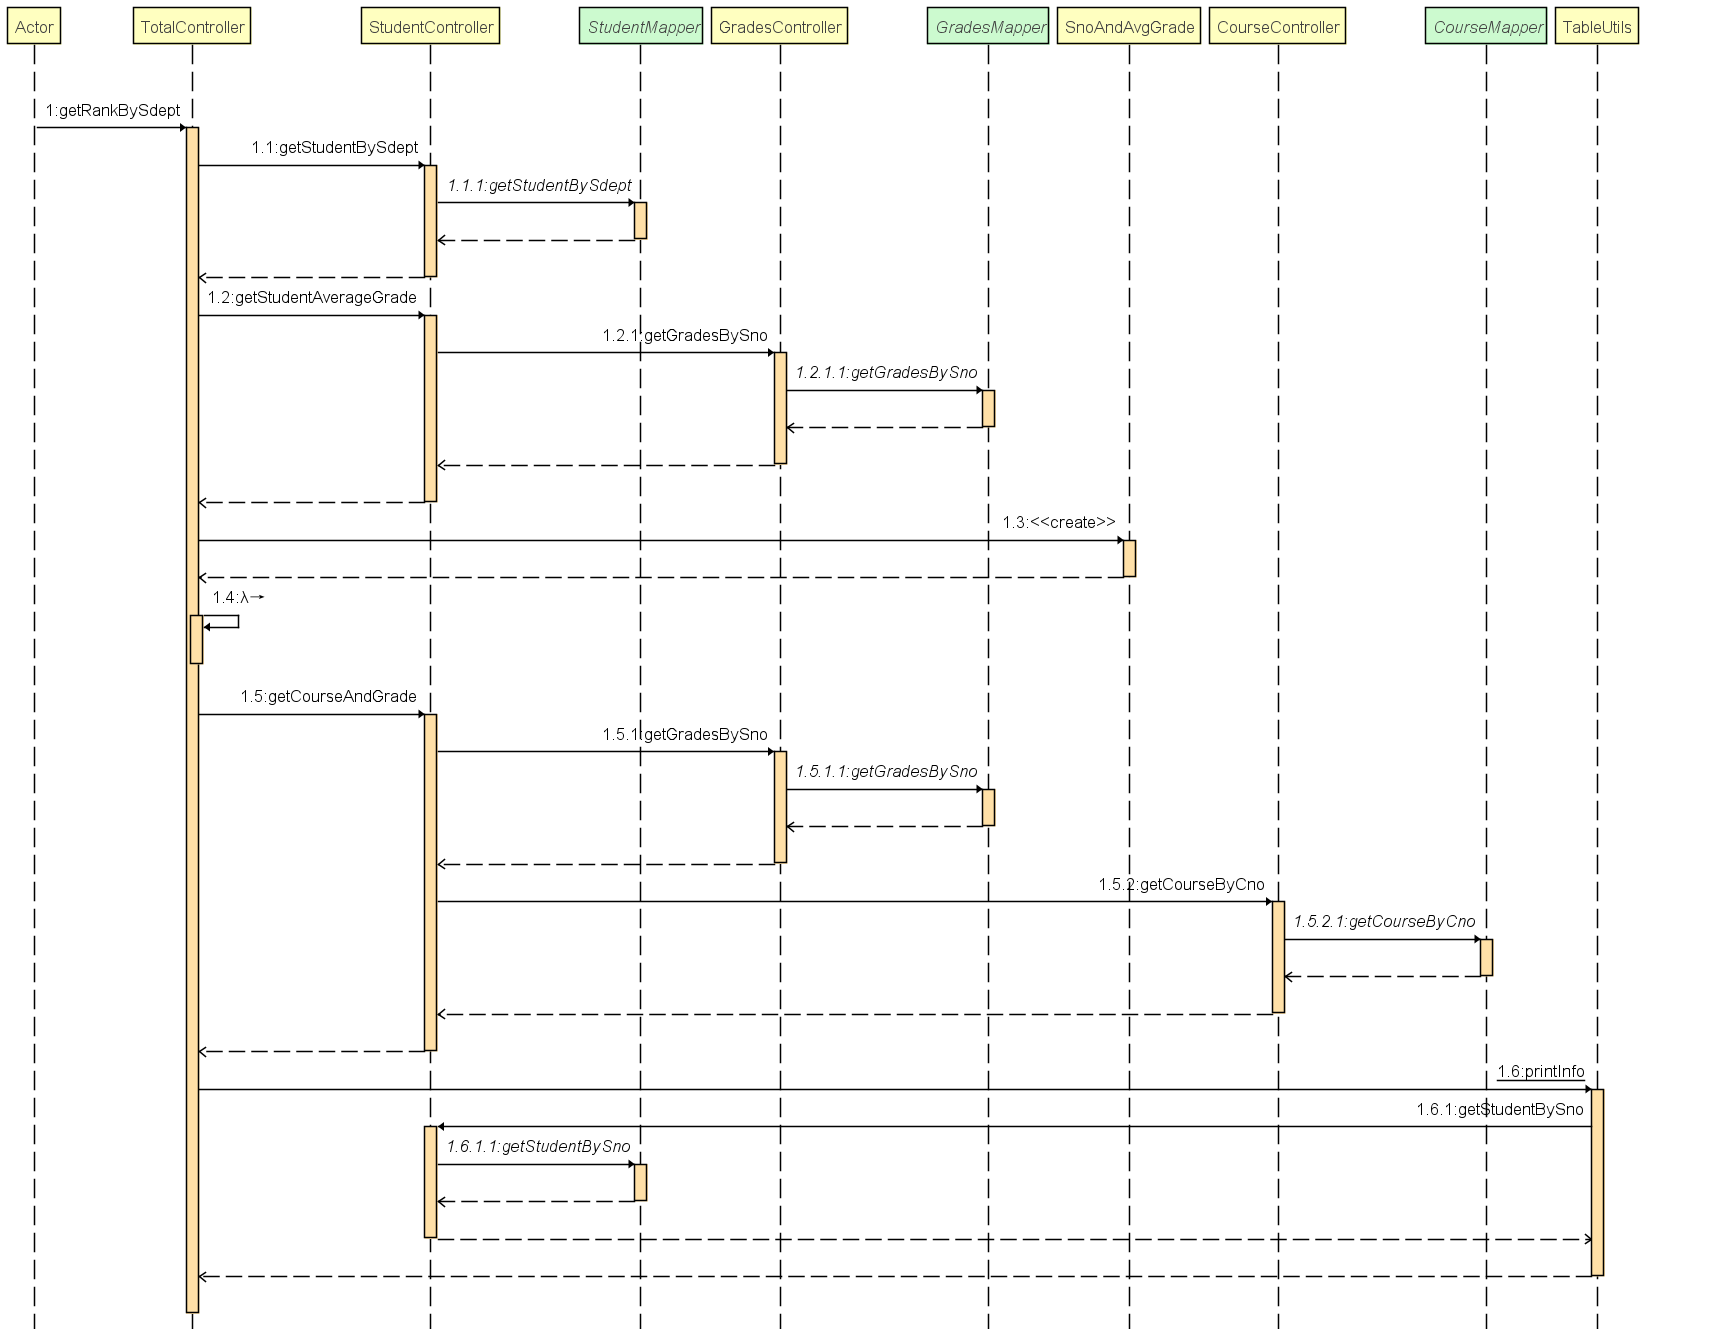 Actor
TotalController
StudentController
StudentMapper
GradesController
GradesMapper
SnoAndAvgGrade
CourseController
CourseMapper
TableUtils
1:getRankBySdept
1.1:getStudentBySdept
1.1.1:getStudentBySdept
1.2:getStudentAverageGrade
1.2.1:getGradesBySno
1.2.1.1:getGradesBySno
1.3:<<create>>
1.4:λ→
1.5:getCourseAndGrade
1.5.1:getGradesBySno
1.5.1.1:getGradesBySno
1.5.2:getCourseByCno
1.5.2.1:getCourseByCno
1.6:printInfo
1.6.1:getStudentBySno
1.6.1.1:getStudentBySno